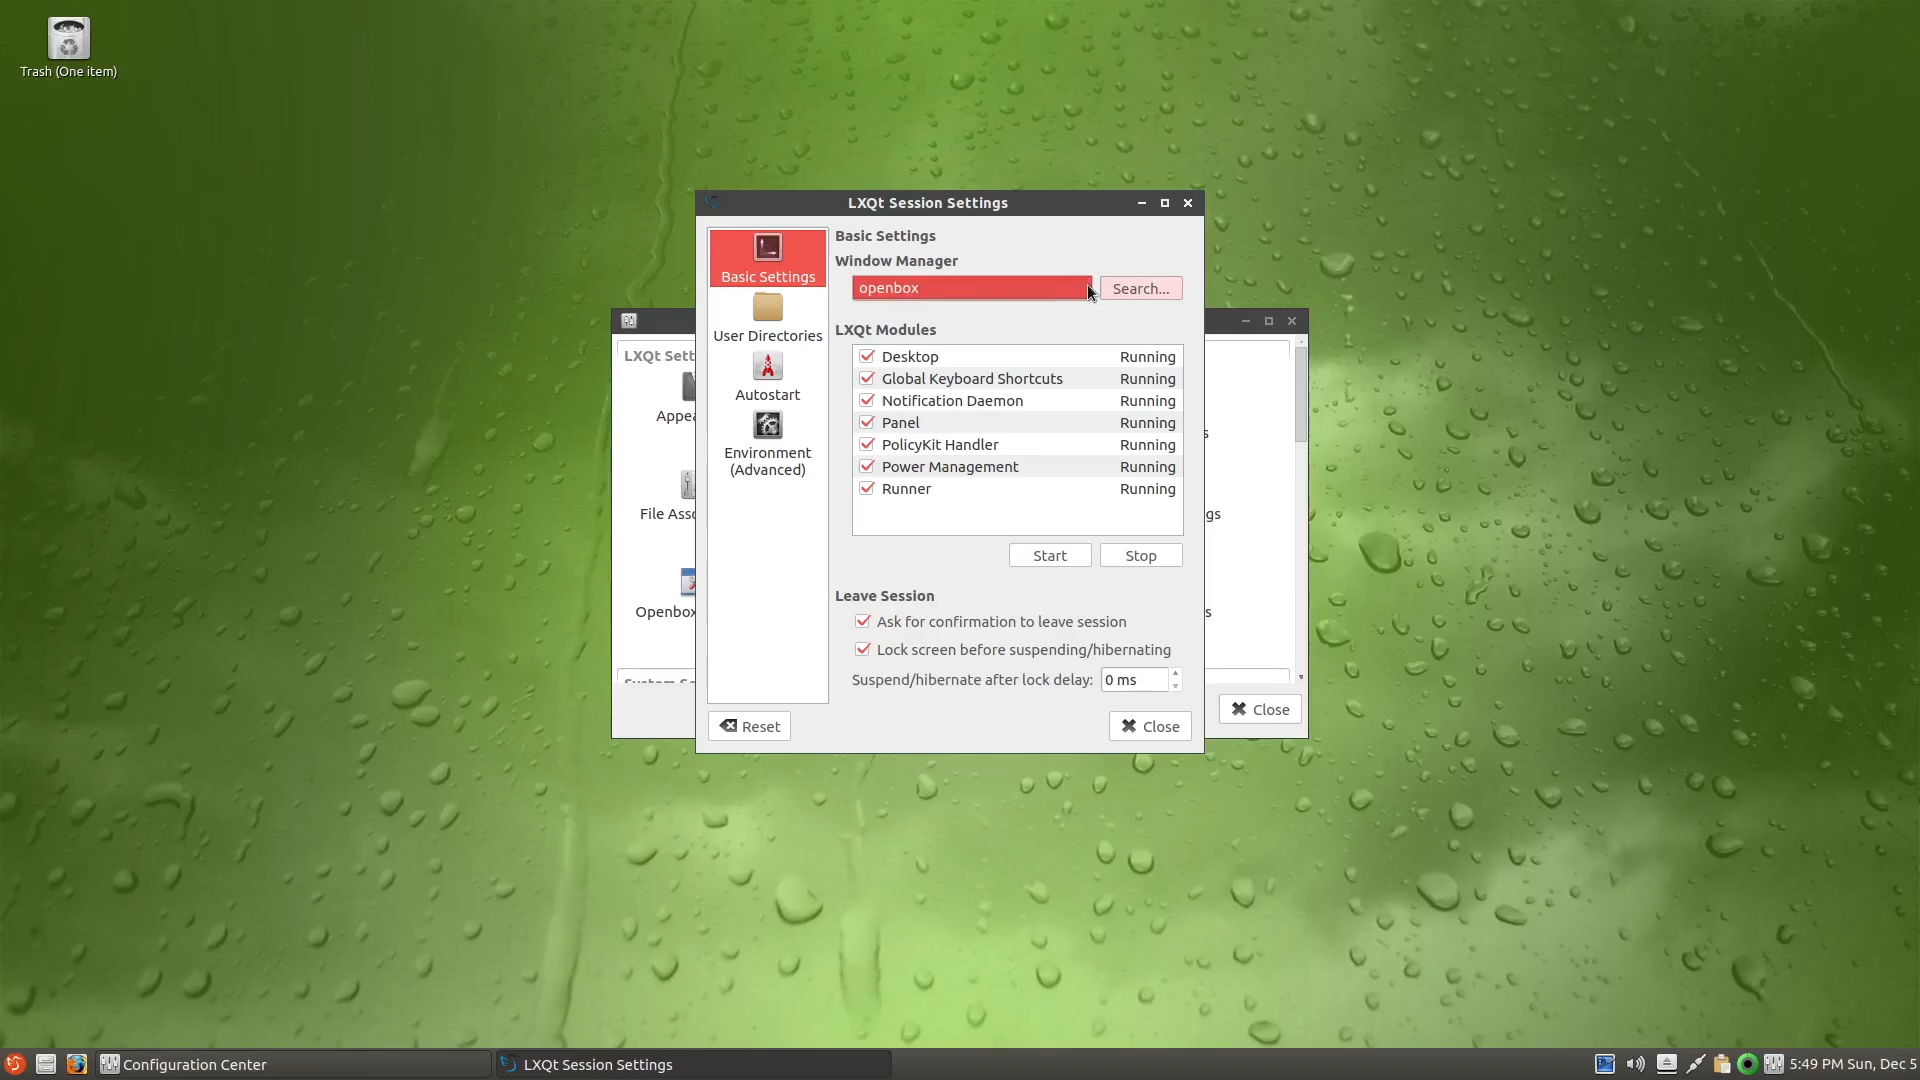 Trash (One item)
LXQt Session Settings
Basic Settings
User Directories
Autostart
Environment
(Advanced)
Basic Settings
Window Manager
openbox
Search...
LXQt Modules
Desktop Running
Global Keyboard Shortcuts Running
Notification Daemon Running
Panel Running
PolicyKit Handler Running
Power Management Running
Runner Running
Start Stop
Leave Session
Ask for confirmation to leave session
Lock screen before suspending/hibernating
Suspend/hibernate after lock delay: 0 ms
Reset
Close
LXQt Sett
Appea
File Asso
Openbox
s
gs
s
Close
Configuration Center
LXQt Session Settings
5:49 PM Sun, Dec 5